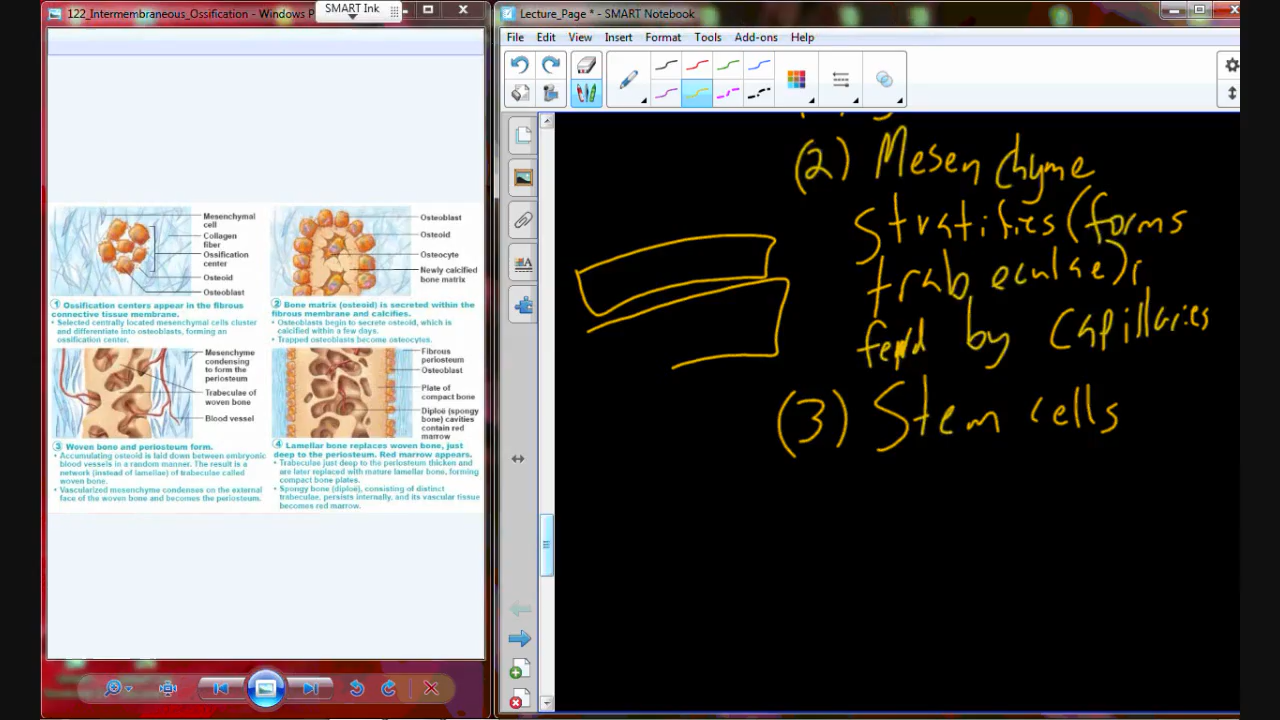 122_Intermembraneous_Ossification - Windows P
SMART Ink
Mesenchymal
cell
Collagen
fiber
Ossification
center
Osteoid
Osteoblast
① Ossification centers appear in the fibrous
connective tissue membrane.
• Selected centrally located mesenchymal cells cluster
and differentiate into osteoblasts, forming an
ossification center.
Osteoblast
Osteoid
Osteocyte
Newly calcified
bone matrix
② Bone matrix (osteoid) is secreted within the
fibrous membrane and calcifies.
• Osteoblasts begin to secrete osteoid, which is
calcified within a few days.
• Trapped osteoblasts become osteocytes.
Mesenchyme
condensing
to form the
periosteum
Trabeculae of
woven bone
Blood vessel
③ Woven bone and periosteum form.
• Accumulating osteoid is laid down between embryonic
blood vessels in a random manner. The result is a
network (instead of lamellae) of trabeculae called
woven bone.
• Vascularized mesenchyme condenses on the external
face of the woven bone and becomes the periosteum.
Fibrous
periosteum
Osteoblast
Plate of
compact bone
Diploë (spongy
bone) cavities
contain red
marrow
④ Lamellar bone replaces woven bone, just
deep to the periosteum. Red marrow appears.
• Trabeculae just deep to the periosteum thicken and
are later replaced with mature lamellar bone, forming
compact bone plates.
• Spongy bone (diploë), consisting of distinct
trabeculae, persists internally, and its vascular tissue
becomes red marrow.
Lecture_Page * - SMART Notebook
File Edit View Insert Format Tools Add-ons Help
(2) Mesenchyme
Stratifies (forms
trabeculae);
by Capillaries
(3) Stem cells